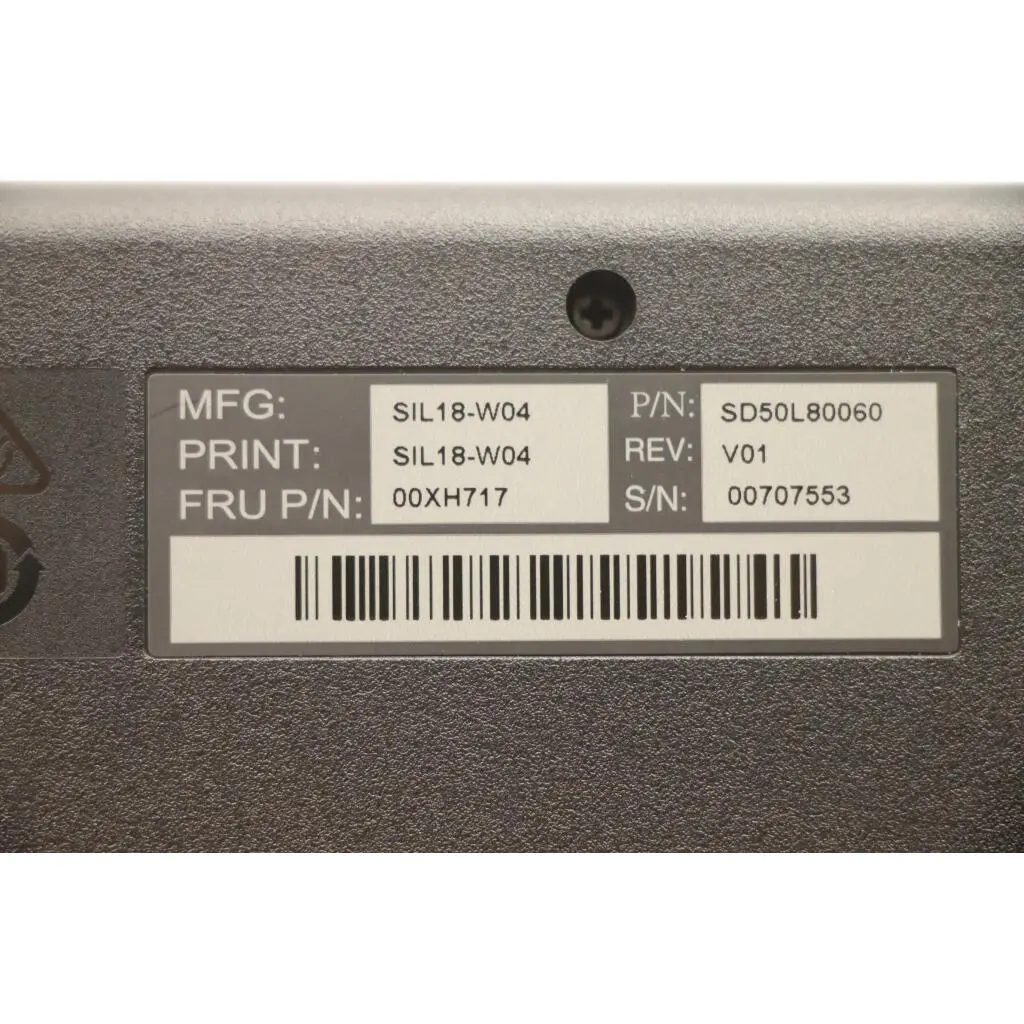 MFG: SIL18-W04 P/N: SD50L80060
PRINT: SIL18-W04 REV: V01
FRU P/N: 00XH717 S/N: 00707553